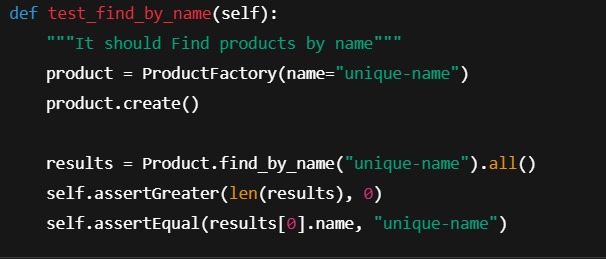 def test_find_by_name(self):
    """It should Find products by name"""
    product = ProductFactory(name="unique-name")
    product.create()

    results = Product.find_by_name("unique-name").all()
    self.assertGreater(len(results), 0)
    self.assertEqual(results[0].name, "unique-name")